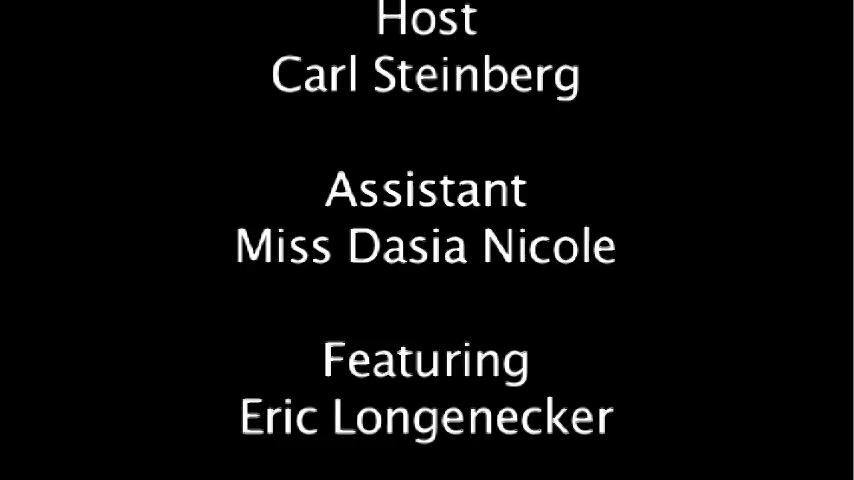 Host
Carl Steinberg
Assistant
Miss Dasia Nicole
Featuring
Eric Longenecker